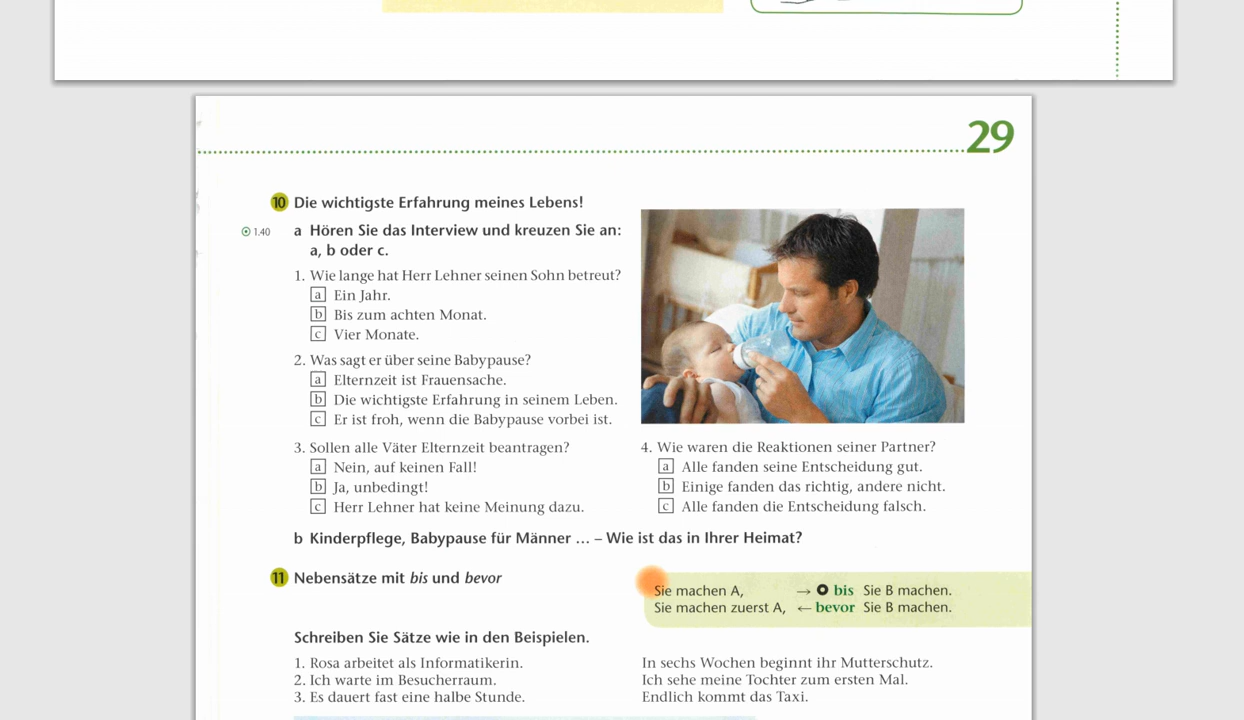 29
10 Die wichtigste Erfahrung meines Lebens!
1.40
a Hören Sie das Interview und kreuzen Sie an:
a, b oder c.
1. Wie lange hat Herr Lehner seinen Sohn betreut?
a Ein Jahr.
b Bis zum achten Monat.
c Vier Monate.
2. Was sagt er über seine Babypause?
a Elternzeit ist Frauensache.
b Die wichtigste Erfahrung in seinem Leben.
c Er ist froh, wenn die Babypause vorbei ist.
3. Sollen alle Väter Elternzeit beantragen?
a Nein, auf keinen Fall!
b Ja, unbedingt!
c Herr Lehner hat keine Meinung dazu.
4. Wie waren die Reaktionen seiner Partner?
a Alle fanden seine Entscheidung gut.
b Einige fanden das richtig, andere nicht.
c Alle fanden die Entscheidung falsch.
b Kinderpflege, Babypause für Männer … – Wie ist das in Ihrer Heimat?
11 Nebensätze mit bis und bevor
Sie machen A, → bis Sie B machen.
Sie machen zuerst A, ← bevor Sie B machen.
Schreiben Sie Sätze wie in den Beispielen.
1. Rosa arbeitet als Informatikerin. In sechs Wochen beginnt ihr Mutterschutz.
2. Ich warte im Besucherraum. Ich sehe meine Tochter zum ersten Mal.
3. Es dauert fast eine halbe Stunde. Endlich kommt das Taxi.